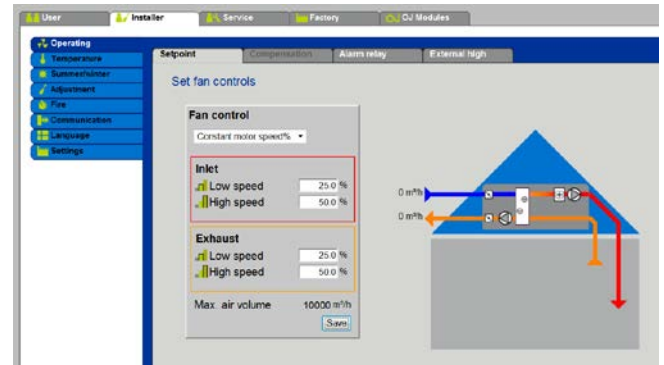 User Installer Service Factory OJ Modules
Operating
Temperature
Summer/winter
Adjustment
Fire
Communication
Language
Settings
Setpoint Compensation Alarm relay External high
Set fan controls
Fan control
Constant motor speed%
Inlet
Low speed 25.0 %
High speed 50.0 %
Exhaust
Low speed 25.0 %
High speed 50.0 %
Max. air volume 10000 m³/h
Save
0 m³/h
0 m³/h